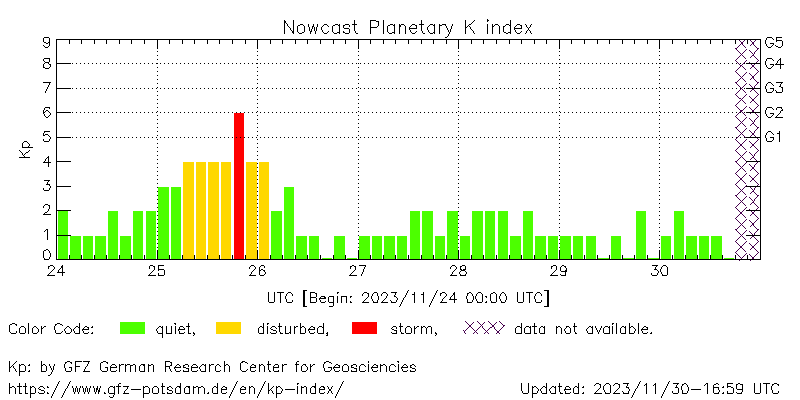 Nowcast Planetary K index
9 G5
8 G4
7 G3
6 G2
5 G1
4
3
2
1
0
Kp
24 25 26 27 28 29 30
UTC [Begin: 2023/11/24 00:00 UTC]
Color Code: quiet, disturbed, storm, data not available.
Kp: by GFZ German Research Center for Geosciencies
https://www.gfz-potsdam.de/en/kp-index/ Updated: 2023/11/30-16:59 UTC